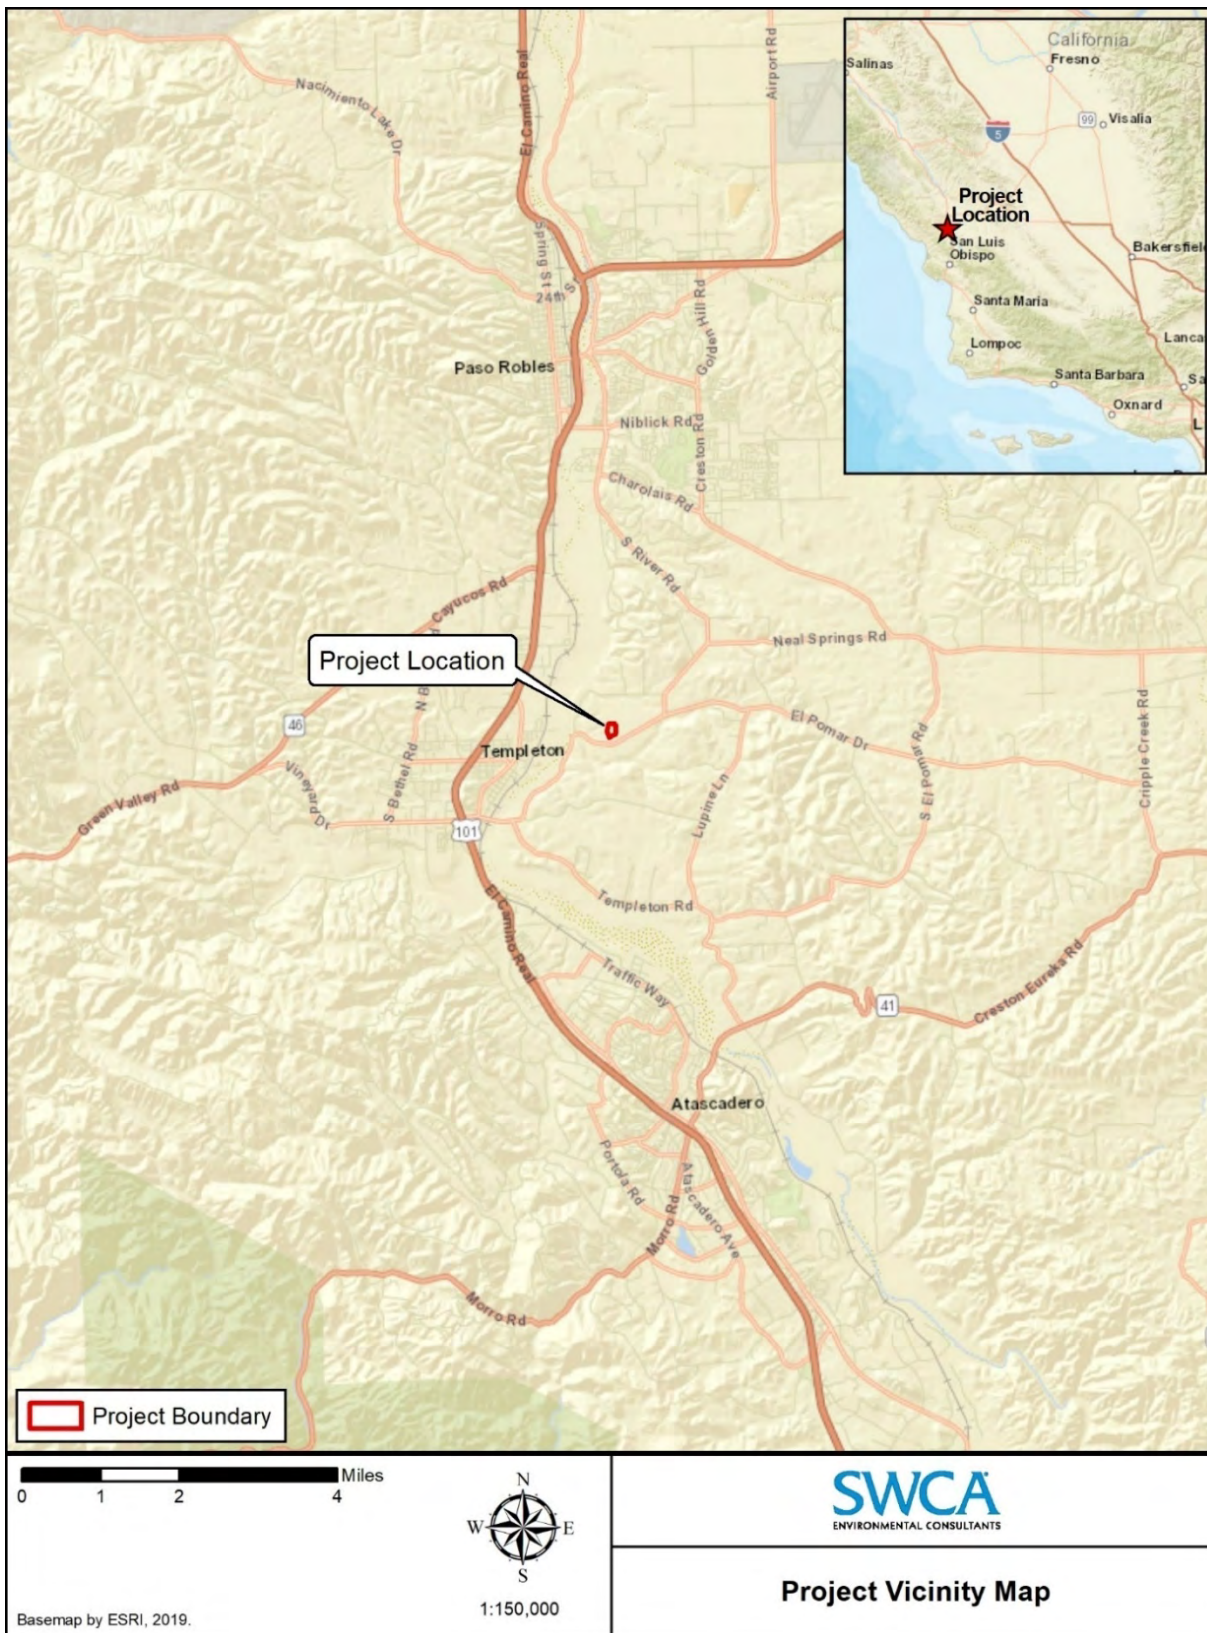 California
Salinas
Fresno
99
Visalia
5
Project
Location
San Luis
Obispo
Bakersfiel
Santa Maria
Lompoc
Lanca
Santa Barbara
Sa
Oxnard
L
Nacimiento Lake Dr
El Camino Real
Airport Rd
Spring St
24th S
Golden Hill Rd
Paso Robles
Niblick Rd
Creston Rd
Charolais Rd
S River Rd
Cayucos Rd
Neal Springs Rd
Project Location
N B
46
El Pomar Dr
Cripple Creek Rd
Templeton
S El Pomar Rd
Vineyard Dr
S Bethel Rd
Lupine Ln
Green Valley Rd
101
El Camino Real
Templeton Rd
Traffic Way
Creston Eureka Rd
41
Atascadero
Portola Rd
Atascadero Ave
Morro Rd
Morro Rd
Project Boundary
Miles
0 1 2 4
N
W E
S
1:150,000
Basemap by ESRI, 2019.
SWCA
ENVIRONMENTAL CONSULTANTS
Project Vicinity Map